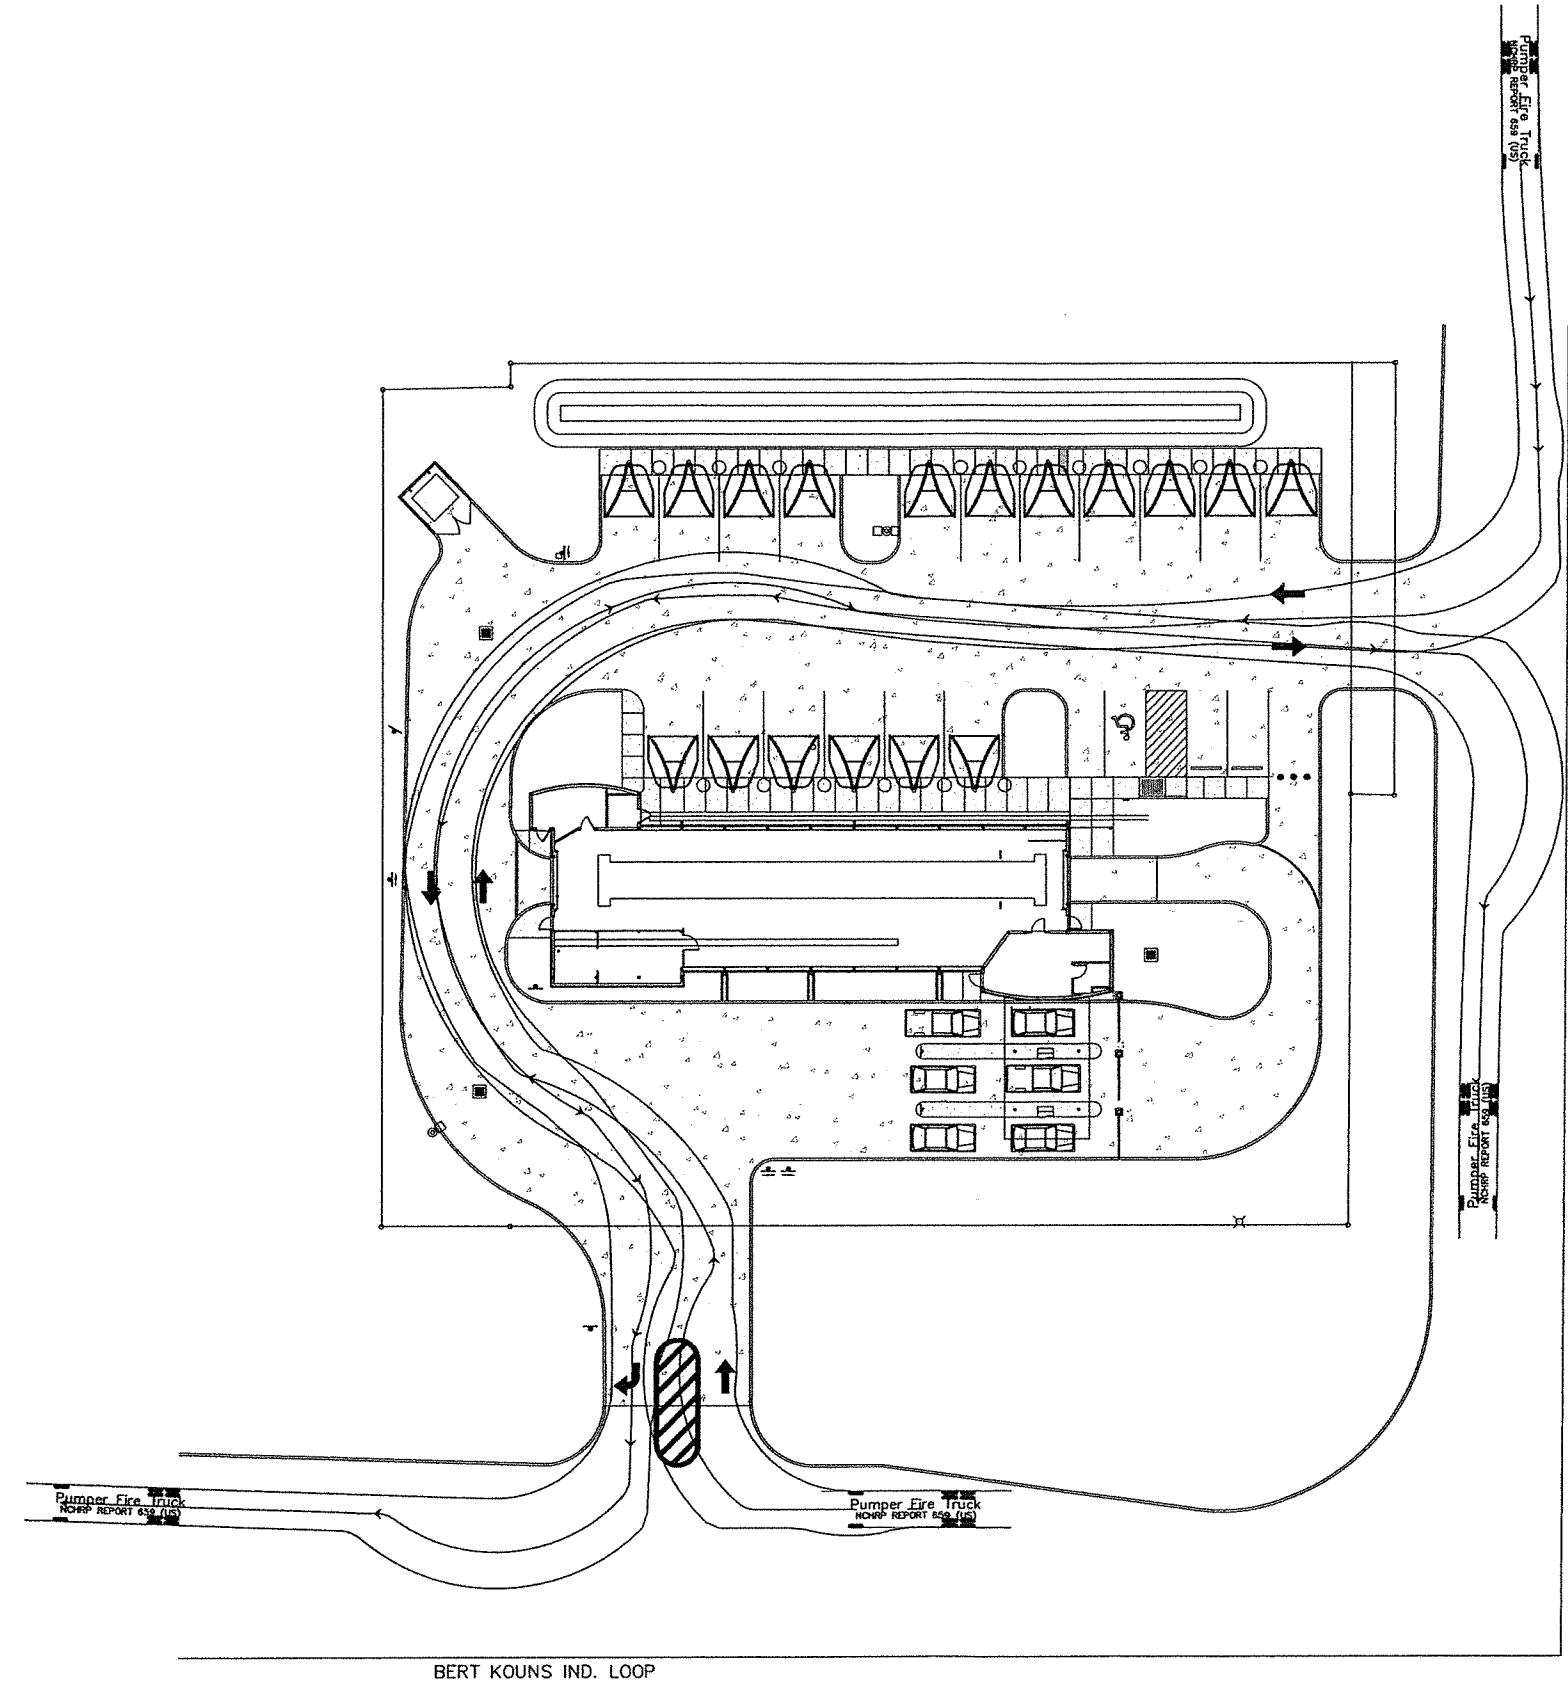 Pumper Fire Truck
NCHRP REPORT 659 (US)
Pumper Fire Truck
NCHRP REPORT 659 (US)
Pumper Fire Truck
NCHRP REPORT 659 (US)
Pumper Fire Truck
NCHRP REPORT 659 (US)
BERT KOUNS IND. LOOP